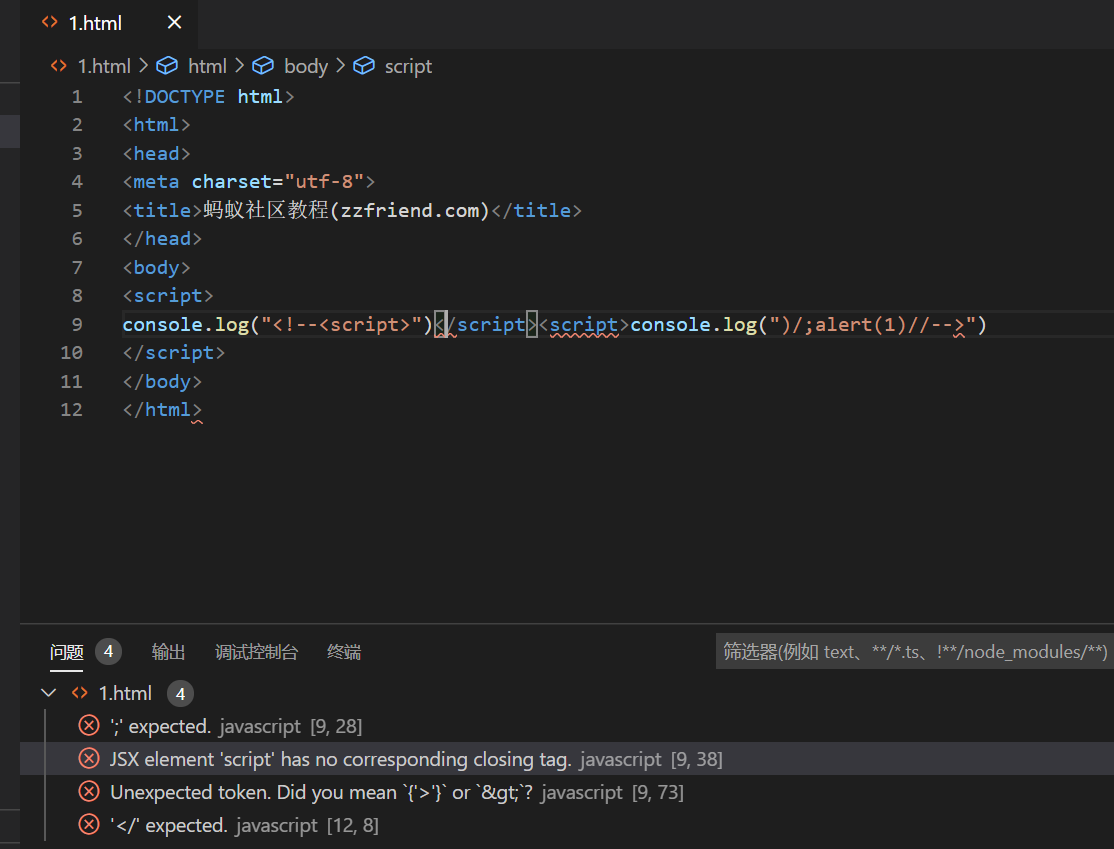 1.html
1.html html body script
1 <!DOCTYPE html>
2 <html>
3 <head>
4 <meta charset="utf-8">
5 <title>蚂蚁社区教程(zzfriend.com)</title>
6 </head>
7 <body>
8 <script>
9 console.log("<!--<script>")</script><script>console.log(")/;alert(1)//-->")
10 </script>
11 </body>
12 </html>
问题 4 输出 调试控制台 终端 筛选器(例如 text、**/*.ts、!**/node_modules/**)
1.html 4
';' expected. javascript [9, 28]
JSX element 'script' has no corresponding closing tag. javascript [9, 38]
Unexpected token. Did you mean `{'>'}` or `&gt;`? javascript [9, 73]
'</' expected. javascript [12, 8]